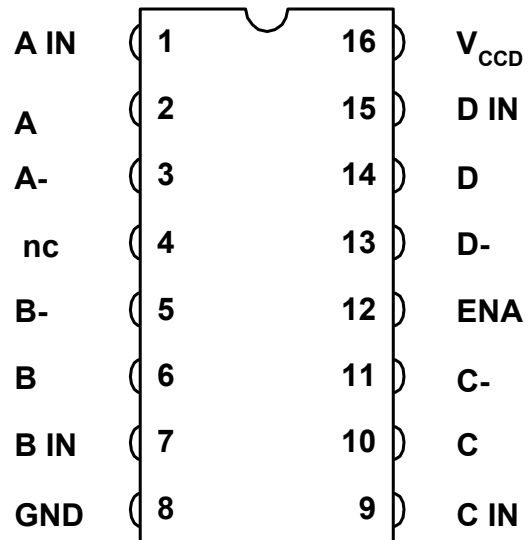 A IN 1 16 V_CCD
A 2 15 D IN
A- 3 14 D
nc 4 13 D-
B- 5 12 ENA
B 6 11 C-
B IN 7 10 C
GND 8 9 C IN